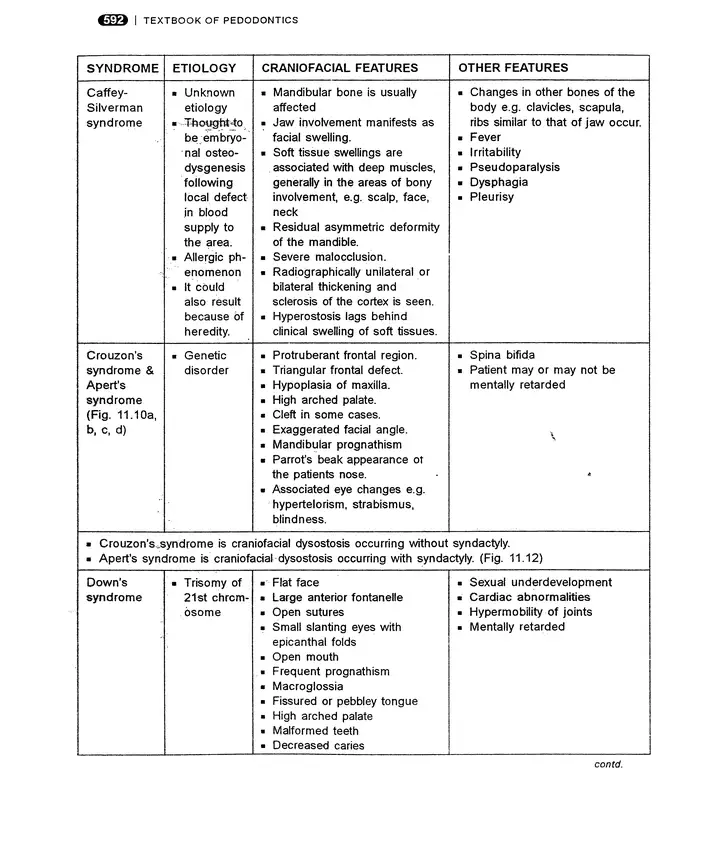 592 | TEXTBOOK OF PEDODONTICS
SYNDROME ETIOLOGY CRANIOFACIAL FEATURES OTHER FEATURES
Caffey-
Silverman
syndrome
▪ Unknown
etiology
▪ Thought to
be embryo-
nal osteo-
dysgenesis
following
local defect
in blood
supply to
the area.
▪ Allergic ph-
enomenon
▪ It could
also result
because of
heredity.
▪ Mandibular bone is usually
affected
▪ Jaw involvement manifests as
facial swelling.
▪ Soft tissue swellings are
associated with deep muscles,
generally in the areas of bony
involvement, e.g. scalp, face,
neck
▪ Residual asymmetric deformity
of the mandible.
▪ Severe malocclusion.
▪ Radiographically unilateral or
bilateral thickening and
sclerosis of the cortex is seen.
▪ Hyperostosis lags behind
clinical swelling of soft tissues.
▪ Changes in other bones of the
body e.g. clavicles, scapula,
ribs similar to that of jaw occur.
▪ Fever
▪ Irritability
▪ Pseudoparalysis
▪ Dysphagia
▪ Pleurisy
Crouzon's
syndrome &
Apert's
syndrome
(Fig. 11.10a,
b, c, d)
▪ Genetic
disorder
▪ Protruberant frontal region.
▪ Triangular frontal defect.
▪ Hypoplasia of maxilla.
▪ High arched palate.
▪ Cleft in some cases.
▪ Exaggerated facial angle.
▪ Mandibular prognathism
▪ Parrot's beak appearance of
the patients nose.
▪ Associated eye changes e.g.
hypertelorism, strabismus,
blindness.
▪ Spina bifida
▪ Patient may or may not be
mentally retarded
▪ Crouzon's syndrome is craniofacial dysostosis occurring without syndactyly.
▪ Apert's syndrome is craniofacial dysostosis occurring with syndactyly. (Fig. 11.12)
Down's
syndrome
▪ Trisomy of
21st chrom-
osome
▪ Flat face
▪ Large anterior fontanelle
▪ Open sutures
▪ Small slanting eyes with
epicanthal folds
▪ Open mouth
▪ Frequent prognathism
▪ Macroglossia
▪ Fissured or pebbley tongue
▪ High arched palate
▪ Malformed teeth
▪ Decreased caries
▪ Sexual underdevelopment
▪ Cardiac abnormalities
▪ Hypermobility of joints
▪ Mentally retarded
contd.